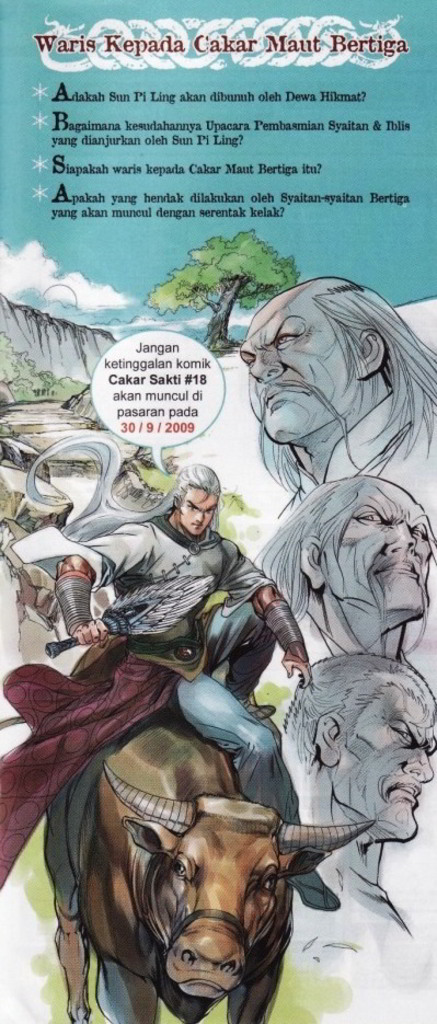 Waris Kepada Cakar Maut Bertiga
Adakah Sun Pi Ling akan dibunuh oleh Dewa Hikmat?
Bagaimana kesudahannya Upacara Pembasmian Syaitan & Iblis
yang dianjurkan oleh Sun Pi Ling?
Siapakah waris kepada Cakar Maut Bertiga itu?
Apakah yang hendak dilakukan oleh Syaitan-syaitan Bertiga
yang akan muncul dengan serentak kelak?
Jangan
ketinggalan komik
Cakar Sakti #18
akan muncul di
pasaran pada
30 / 9 / 2009